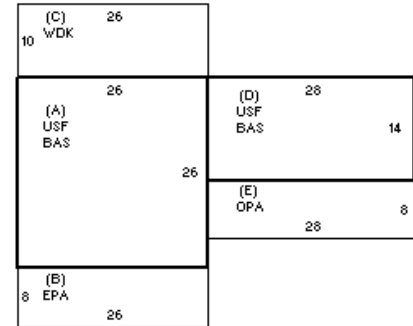 (C) 26
WDK
10
26
(A)
USF
BAS
26
(D) 28
USF
BAS
14
(E)
OPA
8
28
(B)
8 EPA
26